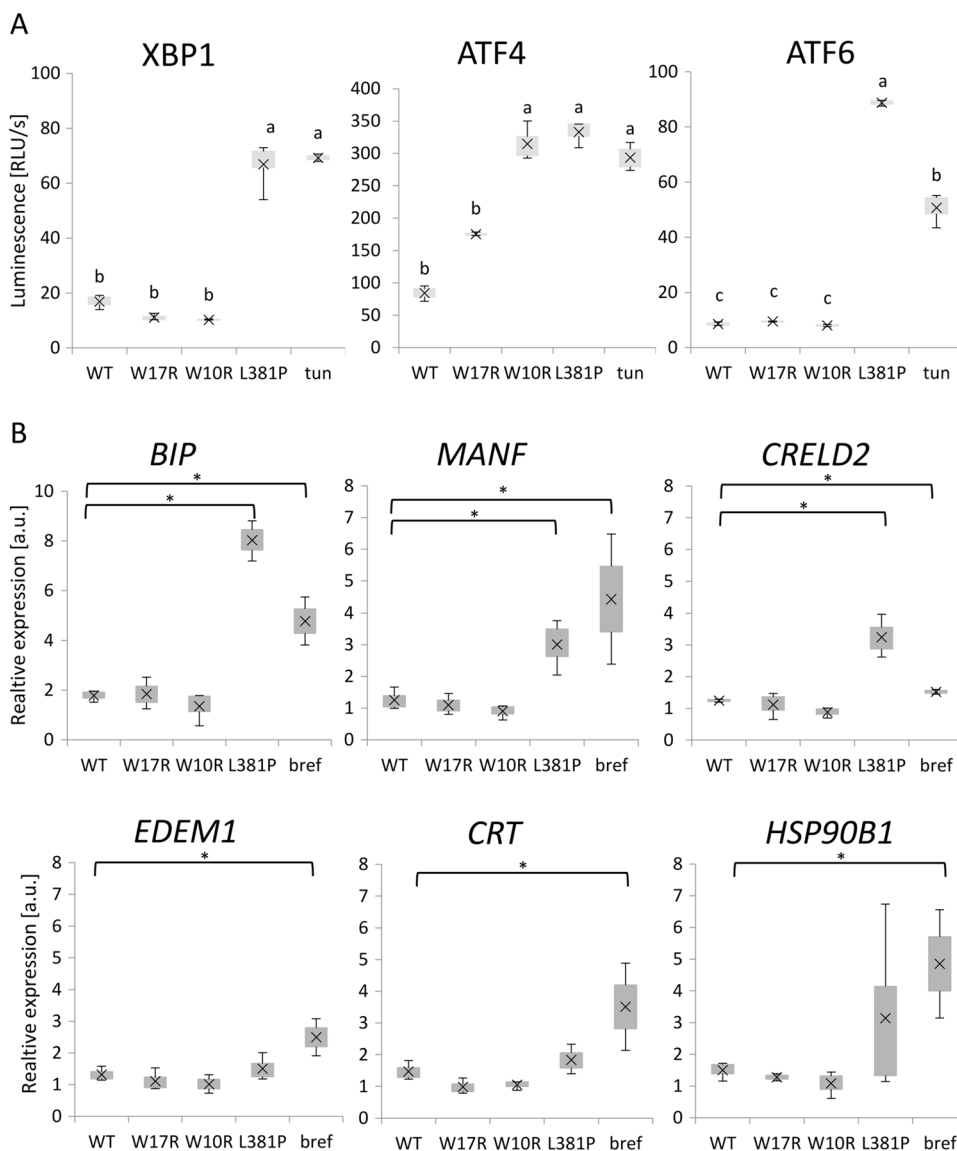 A
XBP1
ATF4
ATF6
Luminescence [RLU/s]
100
80
60
40
20
0
b
b
b
a
a
WT
W17R
W10R
L381P
tun
400
350
300
250
200
150
100
50
0
b
b
a
a
a
WT
W17R
W10R
L381P
tun
100
80
60
40
20
0
c
c
c
a
b
WT
W17R
W10R
L381P
tun
B
BIP
MANF
CRELD2
Realtive expression [a.u.]
10
8
6
4
2
0
*
*
WT
W17R
W10R
L381P
bref
8
7
6
5
4
3
2
1
0
*
*
WT
W17R
W10R
L381P
bref
8
7
6
5
4
3
2
1
0
*
*
WT
W17R
W10R
L381P
bref
EDEM1
CRT
HSP90B1
Realtive expression [a.u.]
8
7
6
5
4
3
2
1
0
*
WT
W17R
W10R
L381P
bref
8
7
6
5
4
3
2
1
0
*
WT
W17R
W10R
L381P
bref
8
7
6
5
4
3
2
1
0
*
WT
W17R
W10R
L381P
bref